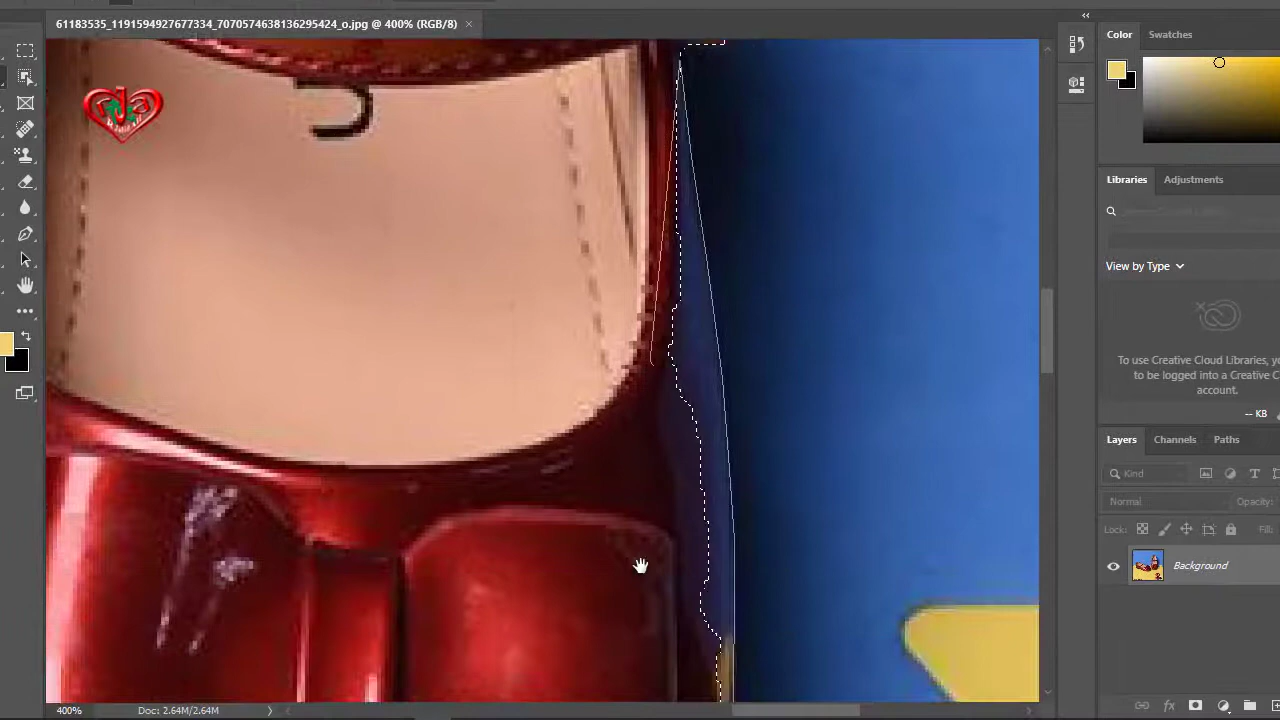 61183535_1191594927677334_7070574638136295424_o.jpg @ 400% (RGB/8) ×
Color Swatches
rja
Libraries Adjustments
View by Type
To use Creative Cloud Libraries, you
to be logged into a Creative C
account.
-- KB
Layers Channels Paths
Kind
Normal Opacity:
Lock:
Background
400% Doc: 2.64M/2.64M